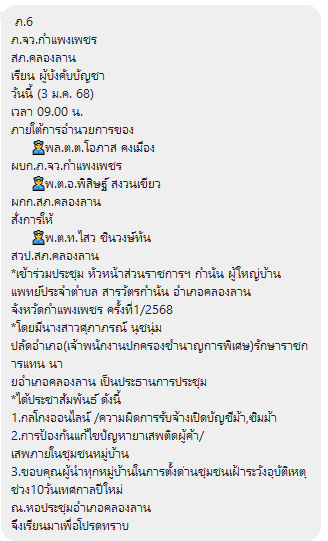 ภ.6
ภ.จว.กำแพงเพชร
สภ.คลองลาน
เรียน ผู้บังคับบัญชา
วันนี้ (3 ม.ค. 68)
เวลา 09.00 น.
ภายใต้การอำนวยการของ
👮พล.ต.ต.โอภาส คงเมือง
ผบก.ภ.จว.กำแพงเพชร
👮พ.ต.อ.พิสิษฐ์ สงวนเขียว
ผกก.สภ.คลองลาน
สั่งการให้
👮พ.ต.ท.ไสว ชินวงษ์ทัน
สวป.สภ.คลองลาน
*เข้าร่วมประชุม หัวหน้าส่วนราชการฯ กำนัน ผู้ใหญ่บ้าน
แพทย์ประจำตำบล สารวัตรกำนัน อำเภอคลองลาน
จังหวัดกำแพงเพชร ครั้งที่1/2568
*โดยมีนางสาวศุภาภรณ์ นุชนุ่ม
ปลัดอำเภอ(เจ้าพนักงานปกครองชำนาญการพิเศษ)รักษาราชก
ารแทน นา
ยอำเภอคลองลาน เป็นประธานการประชุม
*ได้ประชาสัมพันธ์ ดังนี้
1.กลโกงออนไลน์ /ความผิดการรับจ้างเปิดบัญชีม้า,ซิมม้า
2.การป้องกันแก้ไขปัญหายาเสพติดผู้ค้า/
เสพภายในชุมชนหมู่บ้าน
3.ขอบคุณผู้นำทุกหมู่บ้านในการตั้งด่านชุมชนเฝ้าระวังอุบัติเหตุ
ช่วง10วันเทศกาลปีใหม่
ณ.หอประชุมอำเภอคลองลาน
จึงเรียนมาเพื่อโปรดทราบ